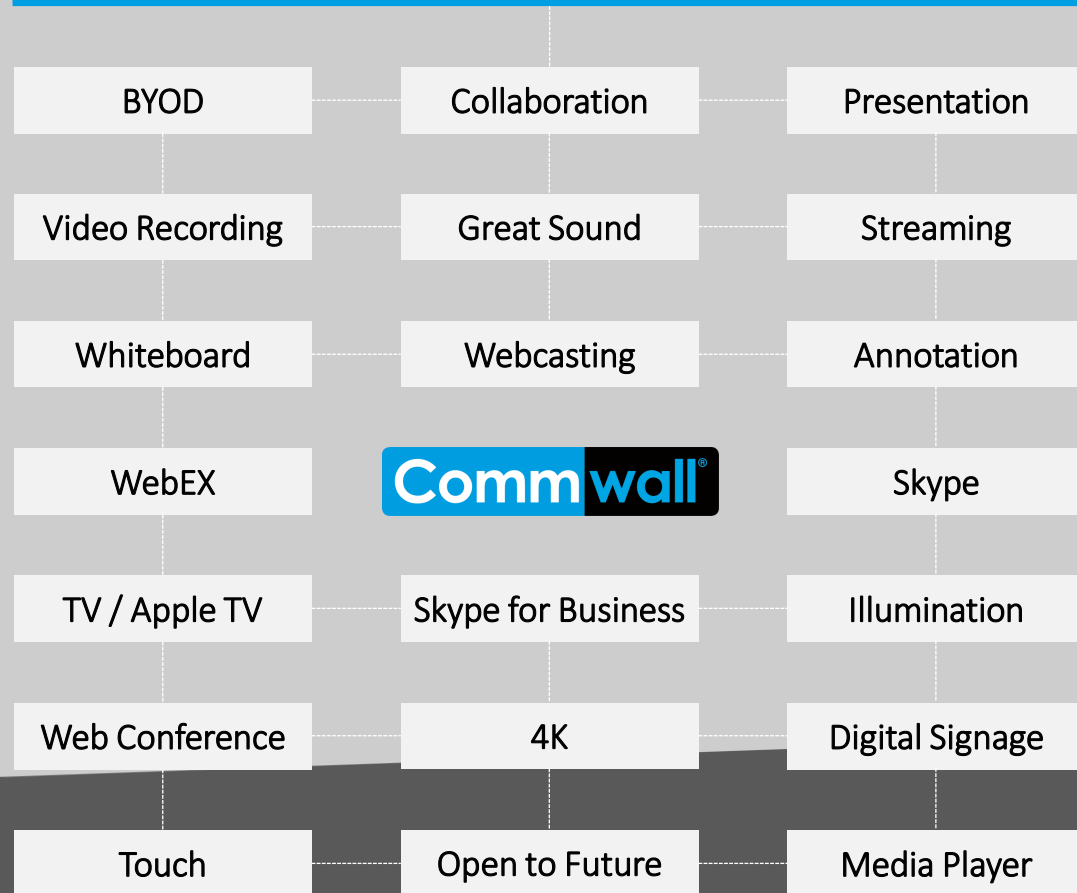 BYOD
Collaboration
Presentation
Video Recording
Great Sound
Streaming
Whiteboard
Webcasting
Annotation
WebEX
Commwall®
Skype
TV / Apple TV
Skype for Business
Illumination
Web Conference
4K
Digital Signage
Touch
Open to Future
Media Player